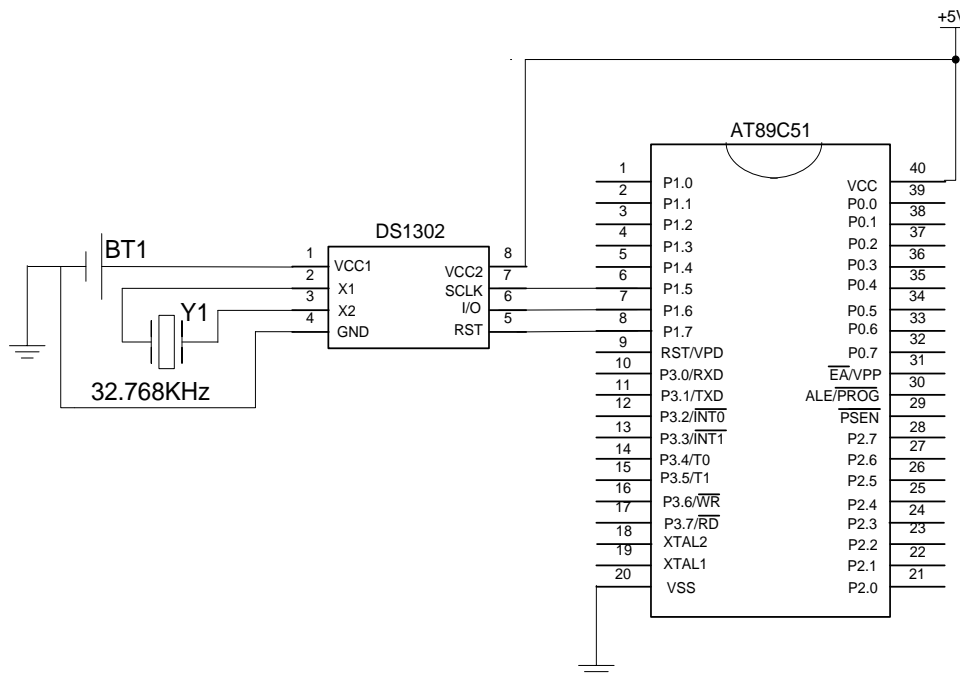 +5V
AT89C51
1 P1.0 VCC 40
2 P1.1 P0.0 39
3 P1.2 P0.1 38
4 P1.3 P0.2 37
5 P1.4 P0.3 36
6 P1.5 P0.4 35
7 P1.6 P0.5 34
8 P1.7 P0.6 33
9 RST/VPD P0.7 32
10 P3.0/RXD EA/VPP 31
11 P3.1/TXD ALE/PROG 30
12 P3.2/INT0 PSEN 29
13 P3.3/INT1 P2.7 28
14 P3.4/T0 P2.6 27
15 P3.5/T1 P2.5 26
16 P3.6/WR P2.4 25
17 P3.7/RD P2.3 24
18 XTAL2 P2.2 23
19 XTAL1 P2.1 22
20 VSS P2.0 21
DS1302
1 VCC1 VCC2 8
2 X1 SCLK 7
3 X2 I/O 6
4 GND RST 5
BT1
Y1
32.768KHz